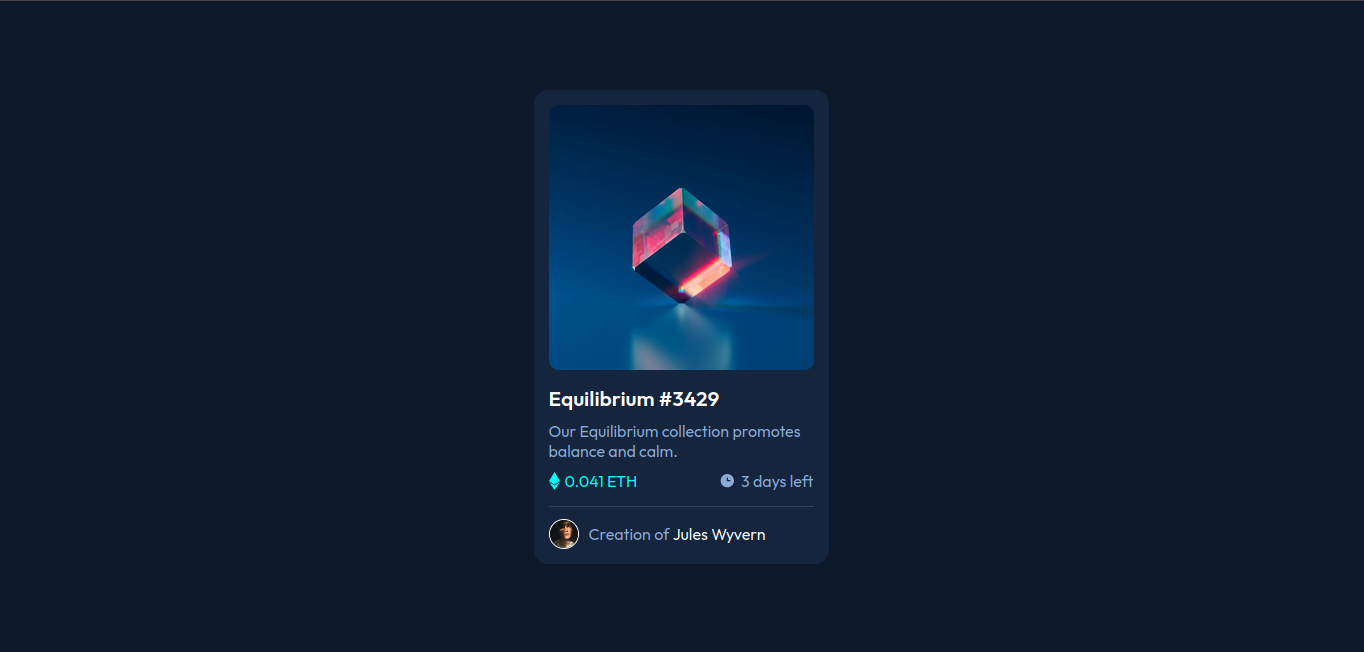 Equilibrium #3429
Our Equilibrium collection promotes
balance and calm.
0.041 ETH
3 days left
Creation of Jules Wyvern